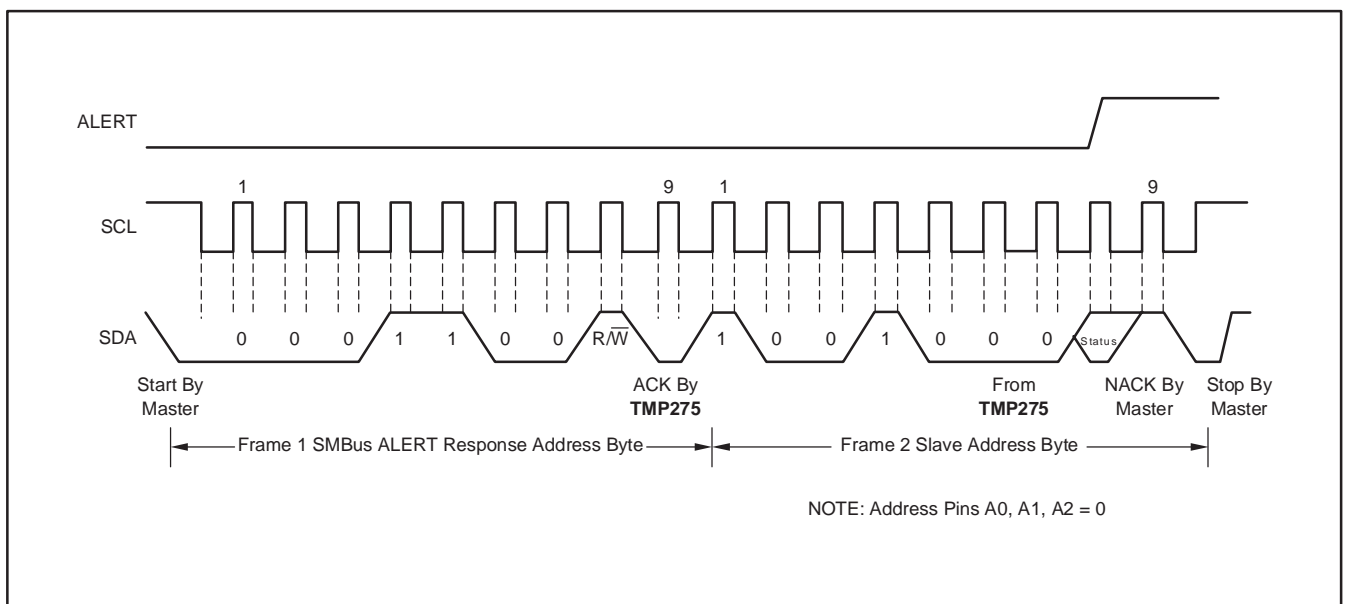 ALERT
1 9 1 9
SCL
SDA 0 0 0 1 1 0 0 R/W̅ 1 0 0 1 0 0 0 Status
Start By Master
ACK By TMP275
From TMP275
NACK By Master
Stop By Master
Frame 1 SMBus ALERT Response Address Byte
Frame 2 Slave Address Byte
NOTE: Address Pins A0, A1, A2 = 0